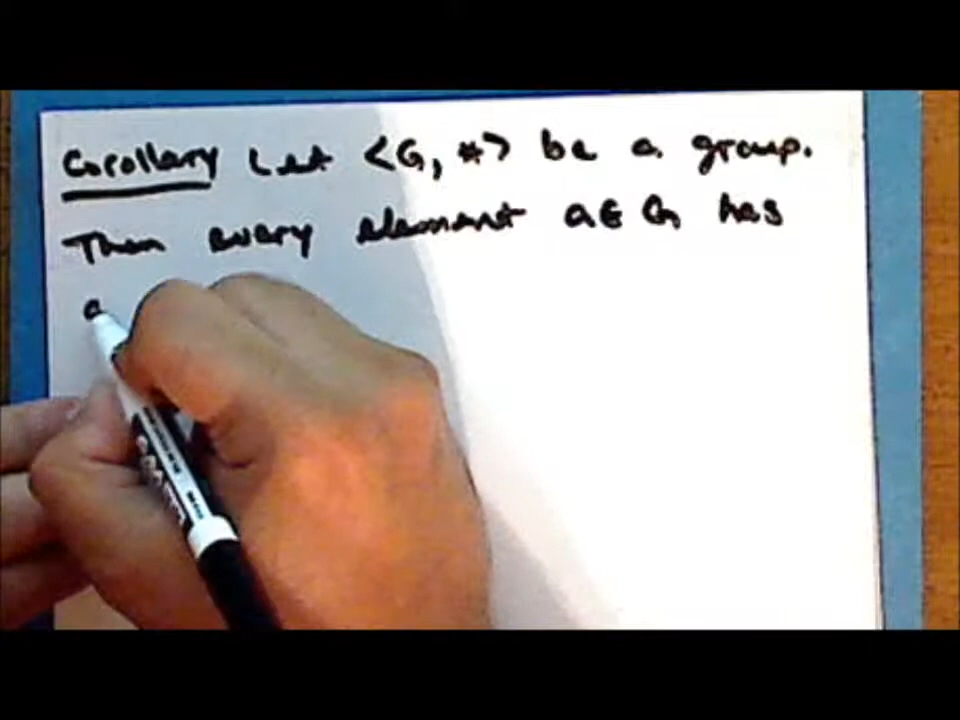 Corollary Let <G, *> be a group.
Then every element a∈G has
a